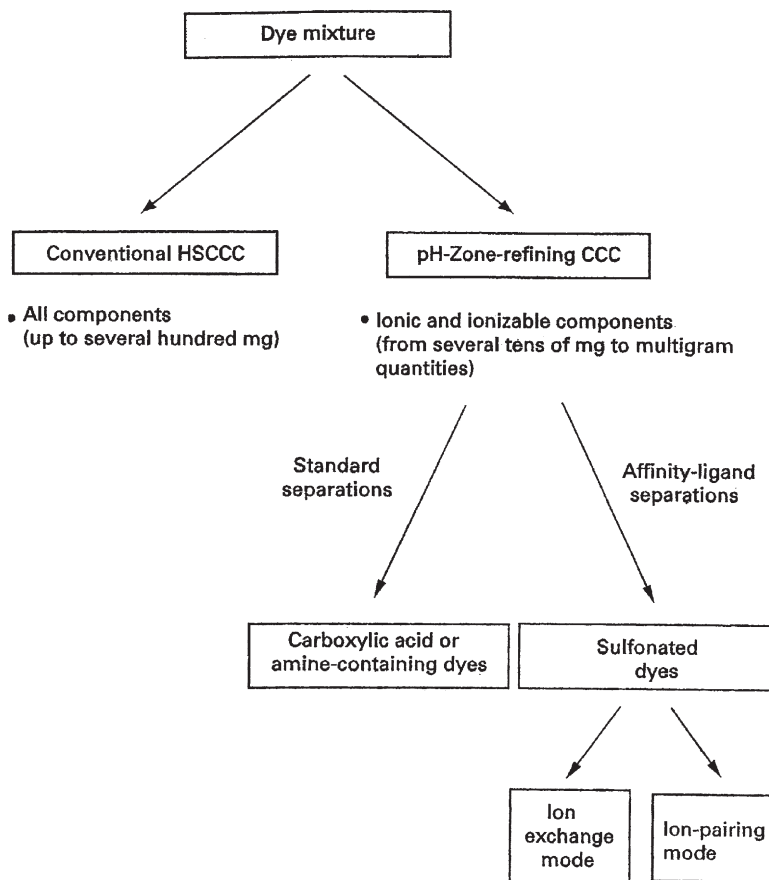 Dye mixture
Conventional HSCCC
pH-Zone-refining CCC
• All components
(up to several hundred mg)
• Ionic and ionizable components
(from several tens of mg to multigram
quantities)
Standard
separations
Affinity-ligand
separations
Carboxylic acid or
amine-containing dyes
Sulfonated
dyes
Ion
exchange
mode
Ion-pairing
mode